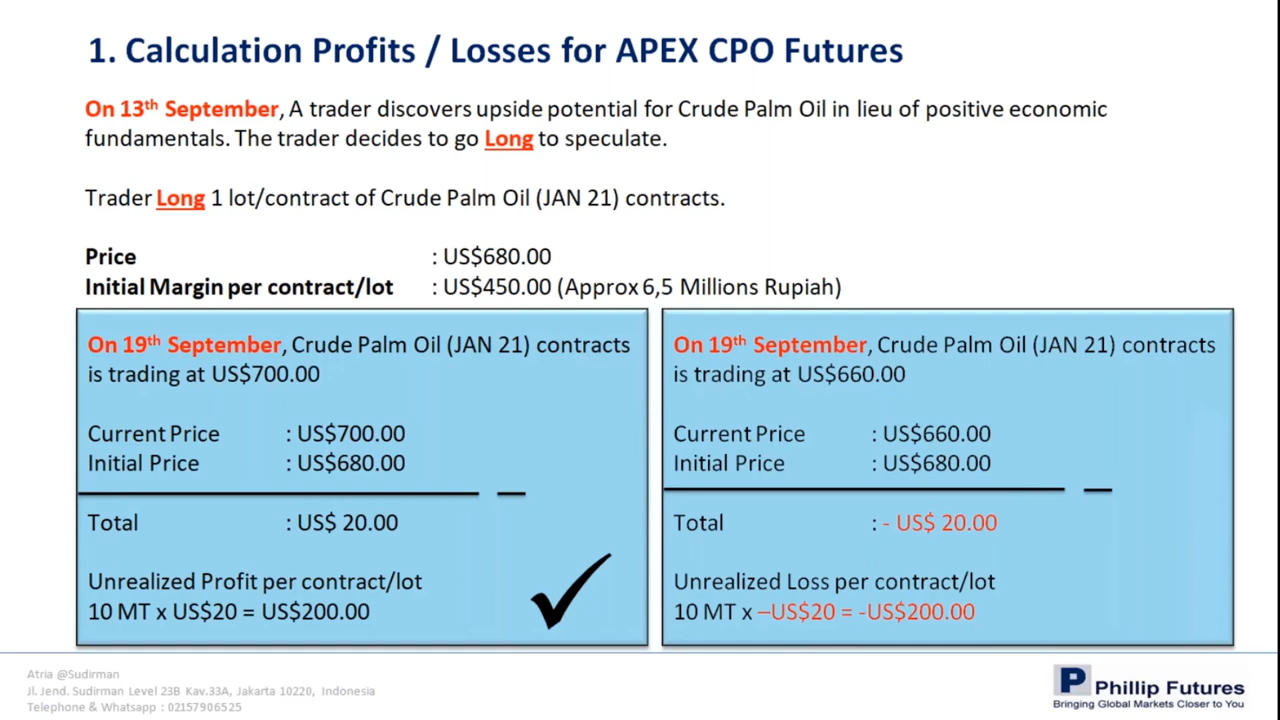 1. Calculation Profits / Losses for APEX CPO Futures
On 13th September, A trader discovers upside potential for Crude Palm Oil in lieu of positive economic
fundamentals. The trader decides to go Long to speculate.
Trader Long 1 lot/contract of Crude Palm Oil (JAN 21) contracts.
Price : US$680.00
Initial Margin per contract/lot : US$450.00 (Approx 6,5 Millions Rupiah)
On 19th September, Crude Palm Oil (JAN 21) contracts
is trading at US$700.00
Current Price : US$700.00
Initial Price : US$680.00
Total : US$ 20.00
Unrealized Profit per contract/lot
10 MT x US$20 = US$200.00
On 19th September, Crude Palm Oil (JAN 21) contracts
is trading at US$660.00
Current Price : US$660.00
Initial Price : US$680.00
Total : - US$ 20.00
Unrealized Loss per contract/lot
10 MT x –US$20 = -US$200.00
Atria @Sudirman
Jl. Jend. Sudirman Level 23B Kav.33A, Jakarta 10220, Indonesia
Telephone & Whatsapp : 02157906525
P Phillip Futures
Bringing Global Markets Closer to You